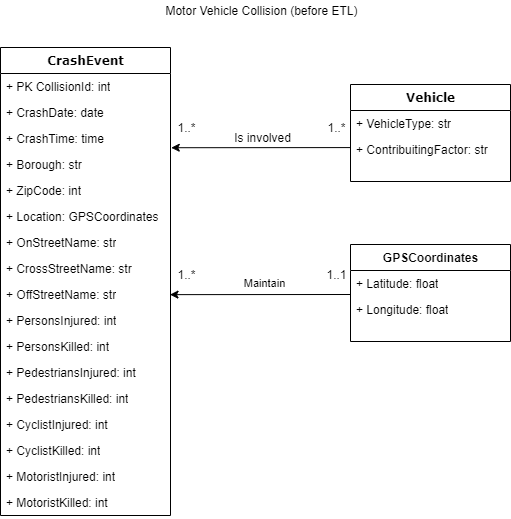 Motor Vehicle Collision (before ETL)
CrashEvent
+ PK CollisionId: int
+ CrashDate: date
+ CrashTime: time
+ Borough: str
+ ZipCode: int
+ Location: GPSCoordinates
+ OnStreetName: str
+ CrossStreetName: str
+ OffStreetName: str
+ PersonsInjured: int
+ PersonsKilled: int
+ PedestriansInjured: int
+ PedestriansKilled: int
+ CyclistInjured: int
+ CyclistKilled: int
+ MotoristInjured: int
+ MotoristKilled: int
1..*
Is involved
1..*
Vehicle
+ VehicleType: str
+ ContribuitingFactor: str
1..*
Maintain
1..1
GPSCoordinates
+ Latitude: float
+ Longitude: float